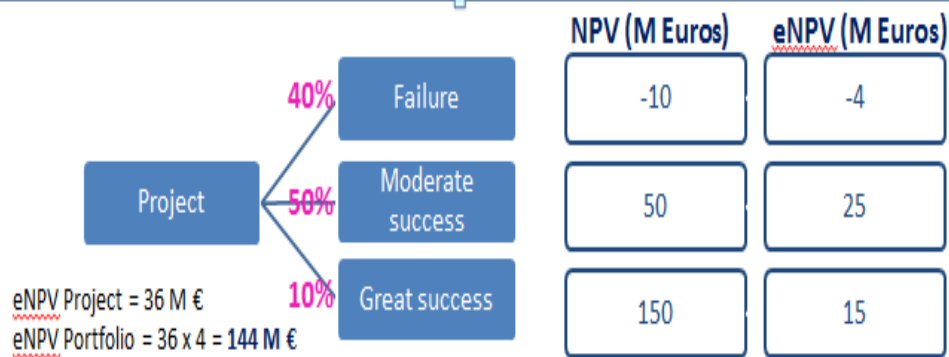 NPV (M Euros) eNPV (M Euros)
40% Failure -10 -4
Project 50% Moderate success 50 25
10% Great success 150 15
eNPV Project = 36 M €
eNPV Portfolio = 36 x 4 = 144 M €